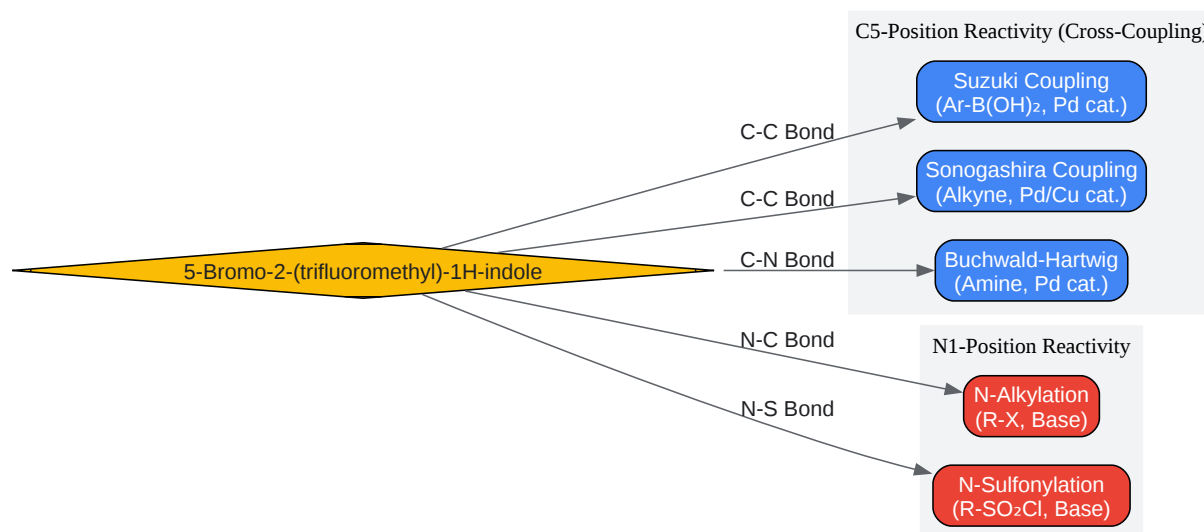 C5-Position Reactivity (Cross-Coupling)
Suzuki Coupling
(Ar-B(OH)₂, Pd cat.)
C-C Bond
Sonogashira Coupling
(Alkyne, Pd/Cu cat.)
C-C Bond
5-Bromo-2-(trifluoromethyl)-1H-indole
C-N Bond
Buchwald-Hartwig
(Amine, Pd cat.)
N1-Position Reactivity
N-C Bond
N-Alkylation
(R-X, Base)
N-S Bond
N-Sulfonylation
(R-SO₂Cl, Base)